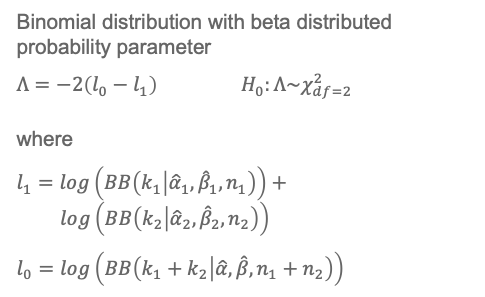 Binomial distribution with beta distributed
probability parameter
Λ = −2(l₀ − l₁) H₀: Λ~χ²df=2
where
l₁ = log (BB(k₁|α̂₁, β̂₁, n₁)) +
log (BB(k₂|α̂₂, β̂₂, n₂))
l₀ = log (BB(k₁ + k₂|α̂, β̂, n₁ + n₂))